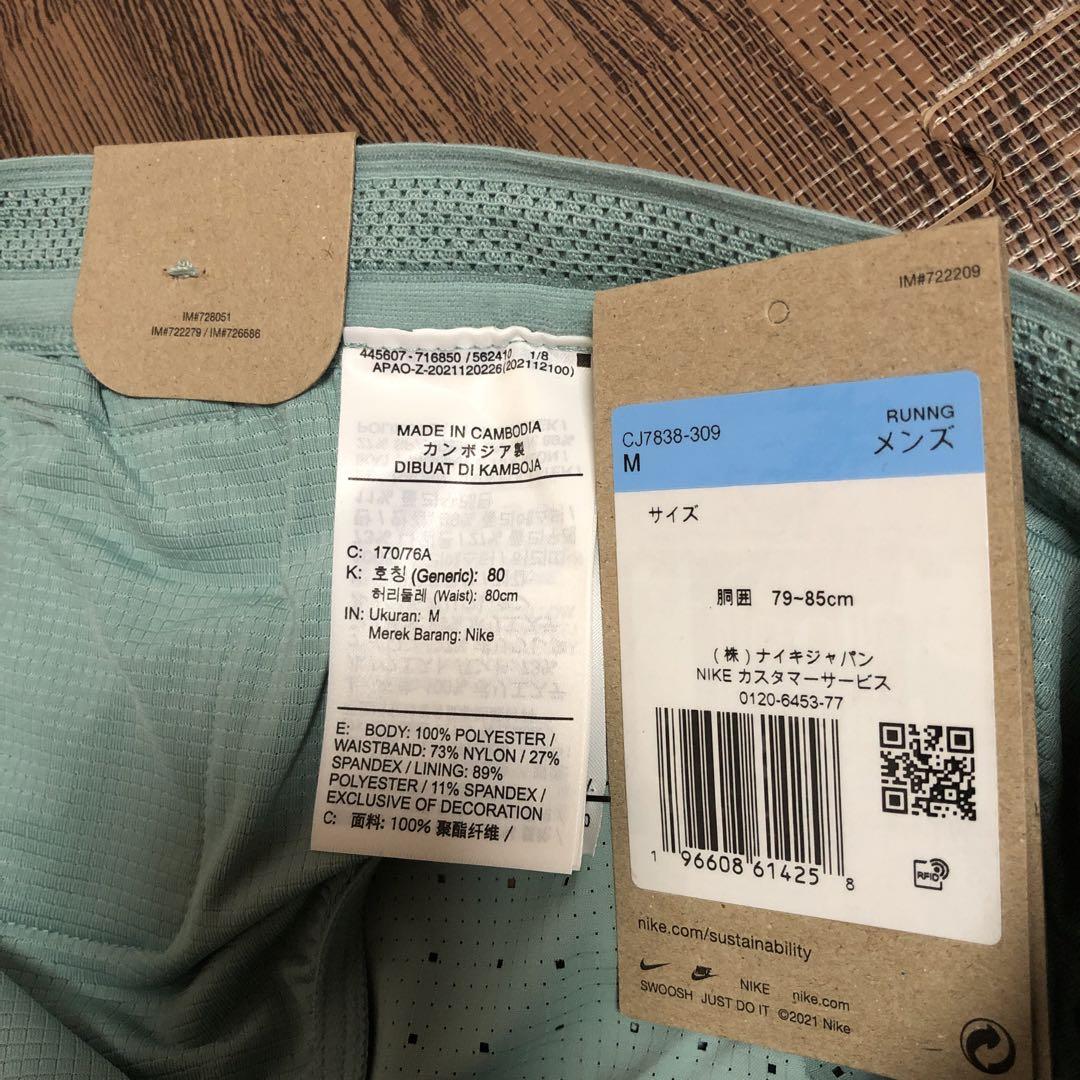 IM#728051
IM#722279 / IM#726686
445607-716850 / 562410 1/8
APAO-Z-2021120226(202112100)
MADE IN CAMBODIA
カンボジア製
DIBUAT DI KAMBOJA
C: 170/76A
K: 호칭 (Generic): 80
허리둘레 (Waist): 80cm
IN: Ukuran: M
Merek Barang: Nike
E: BODY: 100% POLYESTER /
WAISTBAND: 73% NYLON / 27%
SPANDEX / LINING: 89%
POLYESTER / 11% SPANDEX /
EXCLUSIVE OF DECORATION
C: 面料: 100% 聚酯纤维 /
IM#722209
RUNNG
CJ7838-309
メンズ
M
サイズ
胴囲 79~85cm
(株)ナイキジャパン
NIKE カスタマーサービス
0120-6453-77
1 96608 61425 8
RFID
nike.com/sustainability
NIKE nike.com
SWOOSH JUST DO IT ©2021 Nike